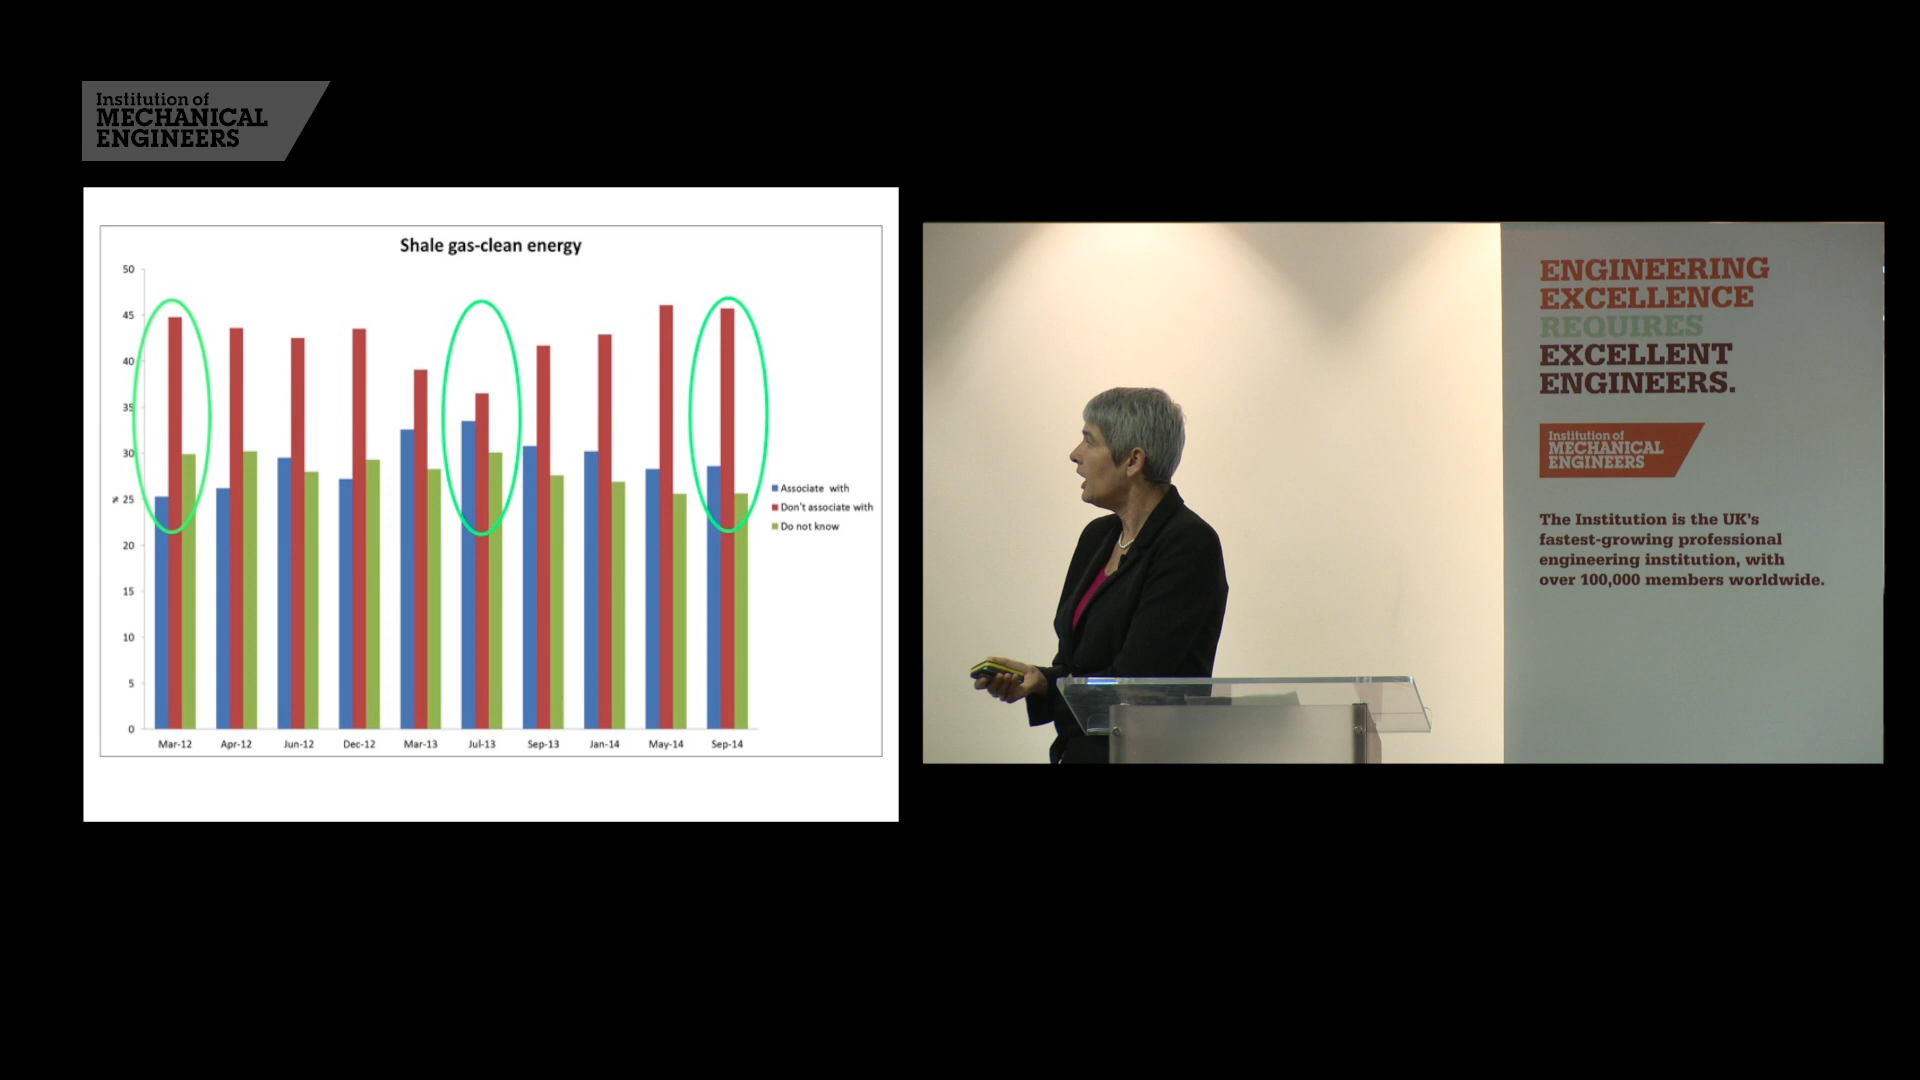 Institution of
MECHANICAL
ENGINEERS
Shale gas-clean energy
50
45
40
35
30
% 25
20
15
10
5
0
Mar-12 Apr-12 Jun-12 Dec-12 Mar-13 Jul-13 Sep-13 Jan-14 May-14 Sep-14
Associate with
Don't associate with
Do not know
ENGINEERING
EXCELLENCE
REQUIRES
EXCELLENT
ENGINEERS.
Institution of
MECHANICAL
ENGINEERS
The Institution is the UK's
fastest-growing professional
engineering institution, with
over 100,000 members worldwide.